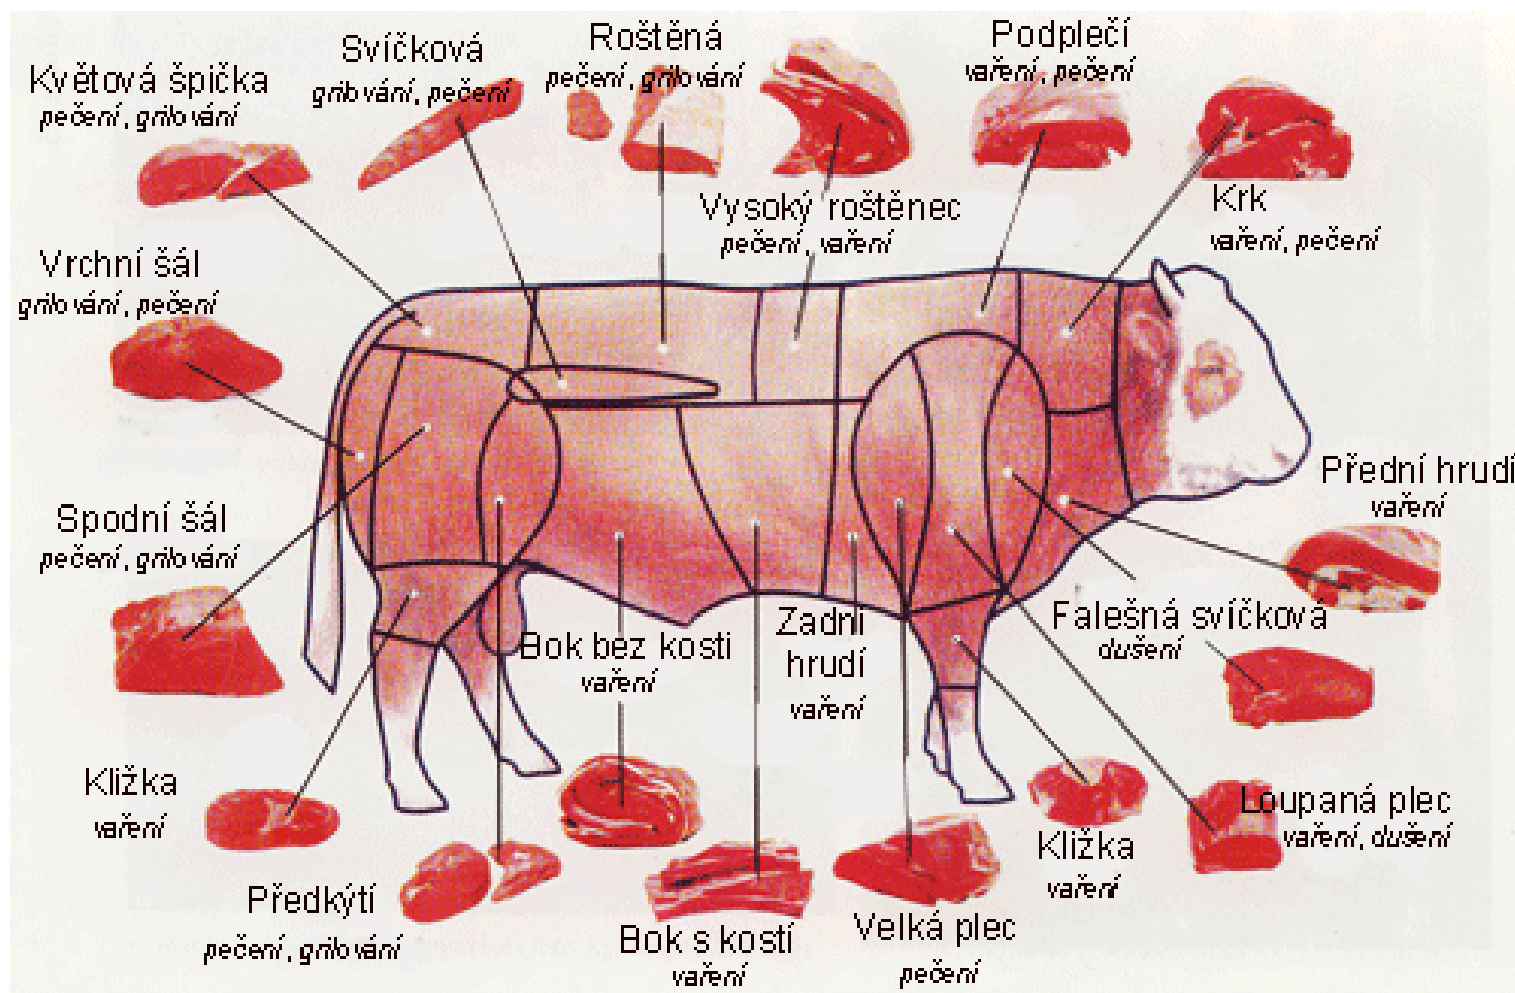 Květová špička
pečení, grilování
Svíčková
grilování, pečení
Roštěná
pečení, grilování
Podplečí
vaření, pečení
Vysoký roštěnec
pečení, vaření
Krk
vaření, pečení
Vrchní šál
grilování, pečení
Spodní šál
pečení, grilování
Přední hrudí
vaření
Falešná svíčková
dušení
Bok bez kosti
vaření
Zadní
hrudí
vaření
Kližka
vaření
Předkýtí
pečení, grilování
Bok s kostí
vaření
Velká plec
pečení
Kližka
vaření
Loupaná plec
vaření, dušení